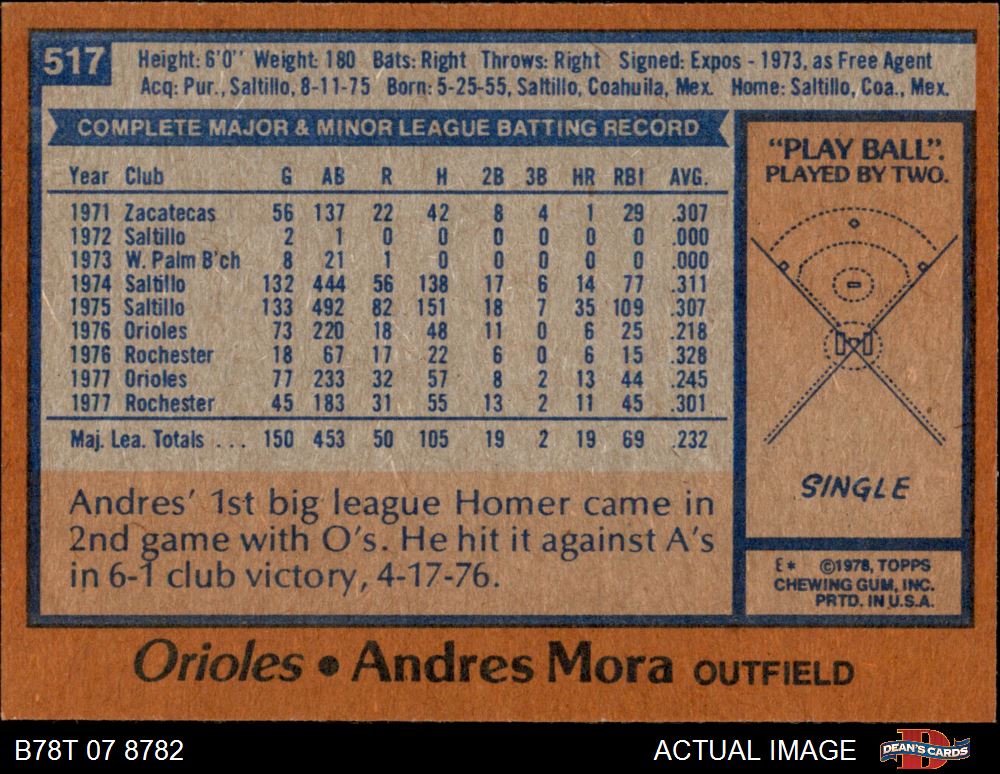 517
Height: 6'0" Weight: 180 Bats: Right Throws: Right Signed: Expos - 1973, as Free Agent
Acq: Pur., Saltillo, 8-11-75 Born: 5-25-55, Saltillo, Coahuila, Mex. Home: Saltillo, Coa., Mex.
COMPLETE MAJOR & MINOR LEAGUE BATTING RECORD
Year Club G AB R H 2B 3B HR RBI AVG.
1971 Zacatecas 56 137 22 42 8 4 1 29 .307
1972 Saltillo 2 1 0 0 0 0 0 0 .000
1973 W. Palm B'ch 8 21 1 0 0 0 0 0 .000
1974 Saltillo 132 444 56 138 17 6 14 77 .311
1975 Saltillo 133 492 82 151 18 7 35 109 .307
1976 Orioles 73 220 18 48 11 0 6 25 .218
1976 Rochester 18 67 17 22 6 0 6 15 .328
1977 Orioles 77 233 32 57 8 2 13 44 .245
1977 Rochester 45 183 31 55 13 2 11 45 .301
Maj. Lea. Totals . . . 150 453 50 105 19 2 19 69 .232
Andres' 1st big league Homer came in
2nd game with O's. He hit it against A's
in 6-1 club victory, 4-17-76.
"PLAY BALL".
PLAYED BY TWO.
SINGLE
E* ©1978, TOPPS
CHEWING GUM, INC.
PRTD. IN U.S.A.
Orioles • Andres Mora OUTFIELD
B78T 07 8782
ACTUAL IMAGE
D
DEAN'S CARDS